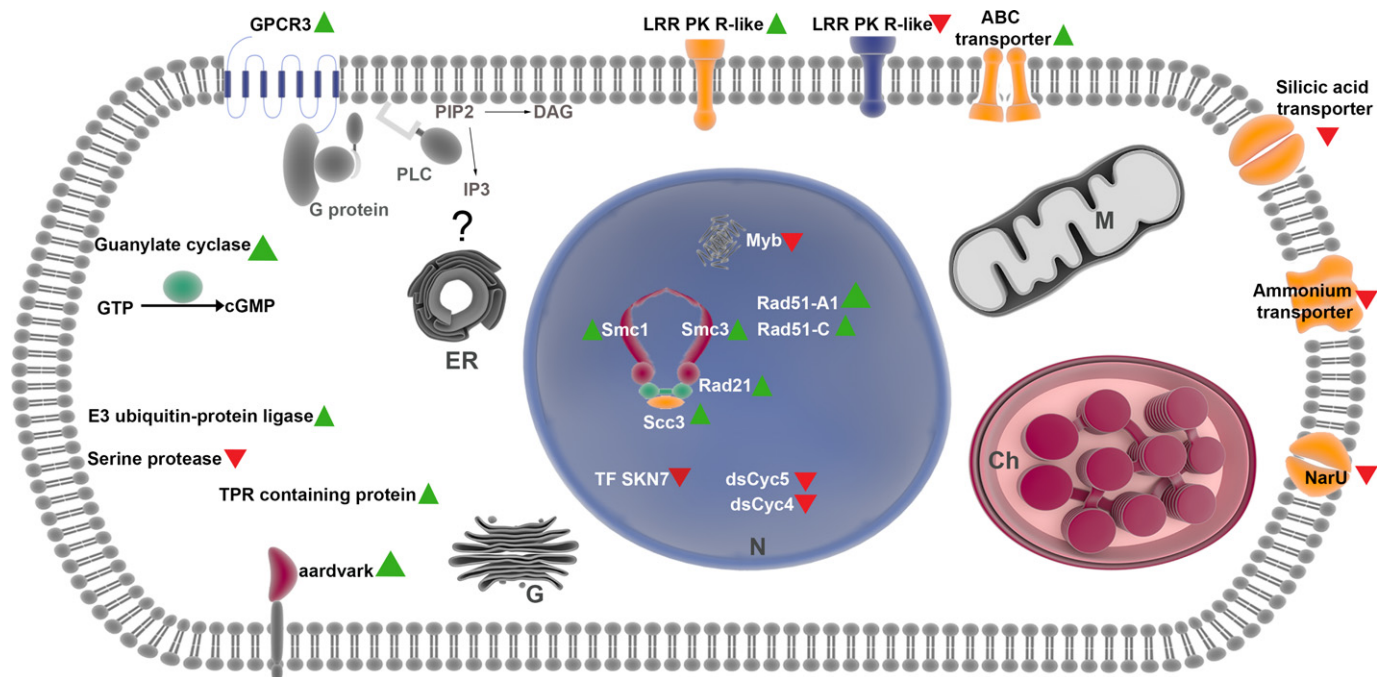 GPCR3
LRR PK R-like
LRR PK R-like
ABC
transporter
Silicic acid
transporter
PIP2
DAG
PLC
IP3
G protein
?
Guanylate cyclase
GTP
cGMP
ER
M
Myb
Rad51-A1
Smc1
Smc3
Rad51-C
Ammonium
transporter
Rad21
Scc3
E3 ubiquitin-protein ligase
Serine protease
Ch
TF SKN7
dsCyc5
NarU
TPR containing protein
dsCyc4
N
aardvark
G